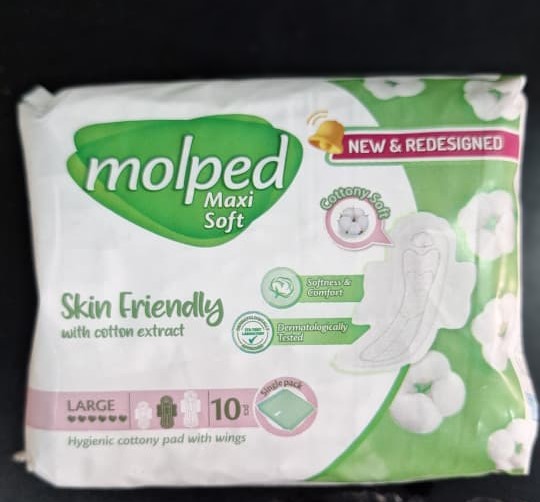 molped
Maxi
Soft
NEW & REDESIGNED
Cottony Soft
Softness &
Comfort
Dermatologically
Tested
Skin Friendly
with cotton extract
LARGE
10
Single pack
Hygienic cottony pad with wings